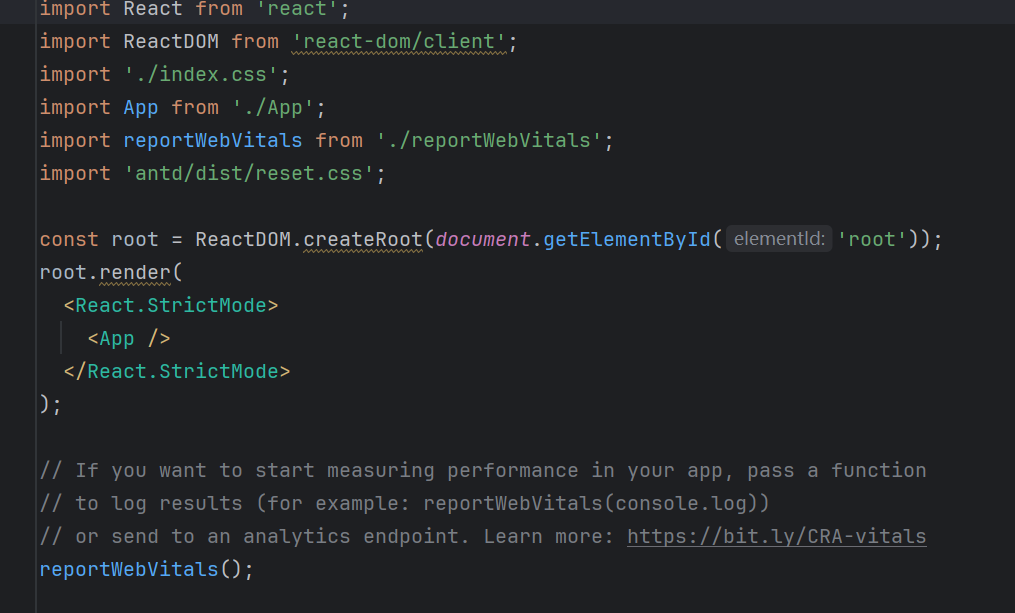 import React from 'react';
import ReactDOM from 'react-dom/client';
import './index.css';
import App from './App';
import reportWebVitals from './reportWebVitals';
import 'antd/dist/reset.css';
const root = ReactDOM.createRoot(document.getElementById( elementId: 'root'));
root.render(
  <React.StrictMode>
    <App />
  </React.StrictMode>
);
// If you want to start measuring performance in your app, pass a function
// to log results (for example: reportWebVitals(console.log))
// or send to an analytics endpoint. Learn more: https://bit.ly/CRA-vitals
reportWebVitals();